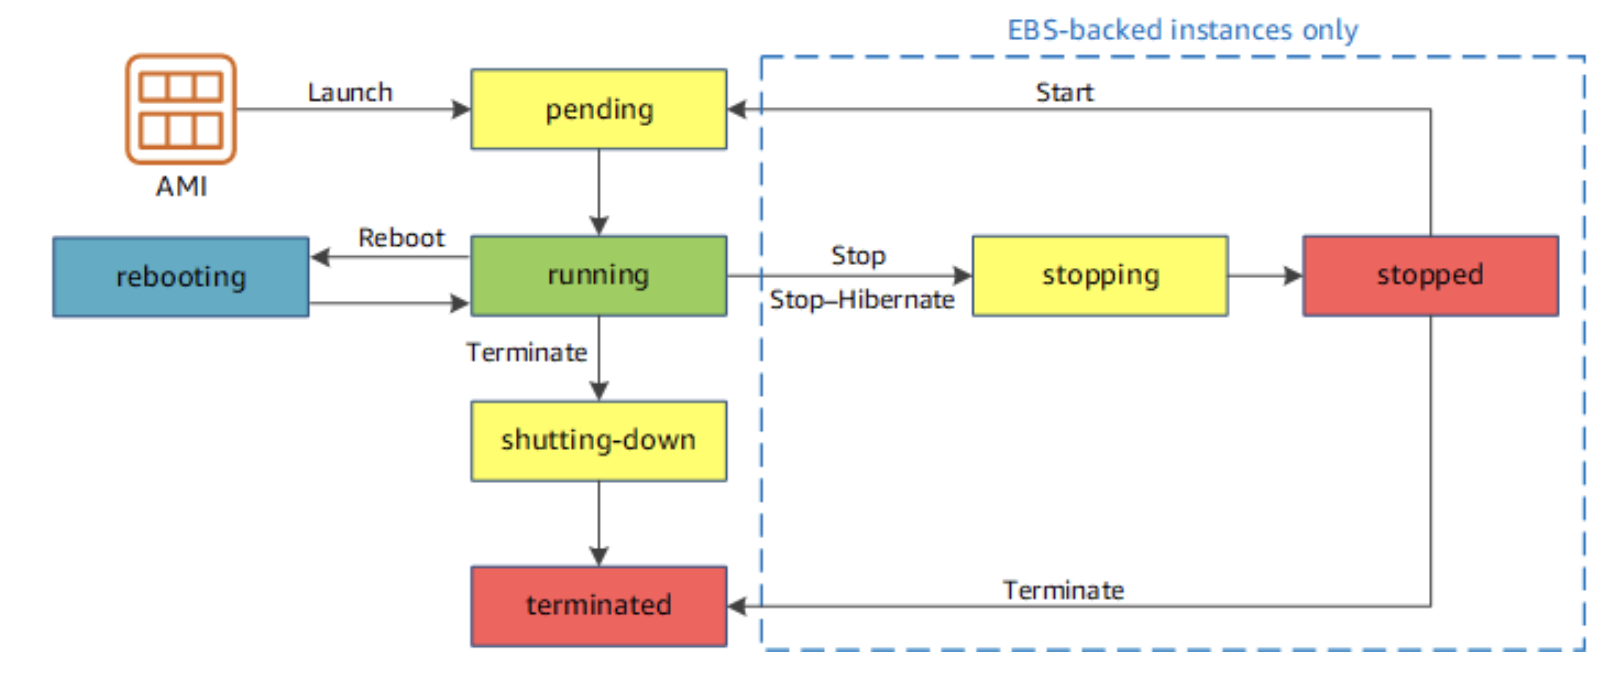 EBS-backed instances only
Launch
pending
Start
AMI
rebooting
Reboot
running
Stop
Stop–Hibernate
stopping
stopped
Terminate
shutting-down
terminated
Terminate